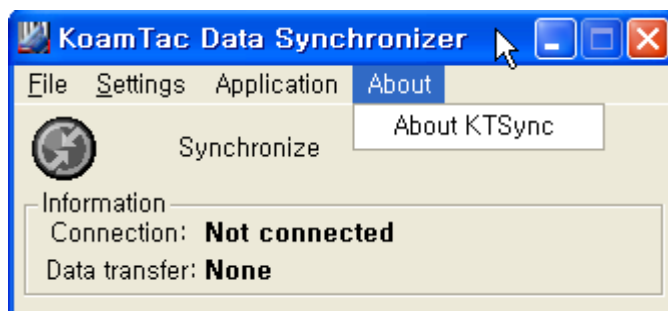 KoamTac Data Synchronizer
File Settings Application About
About KTSync
Synchronize
Information
Connection: Not connected
Data transfer: None